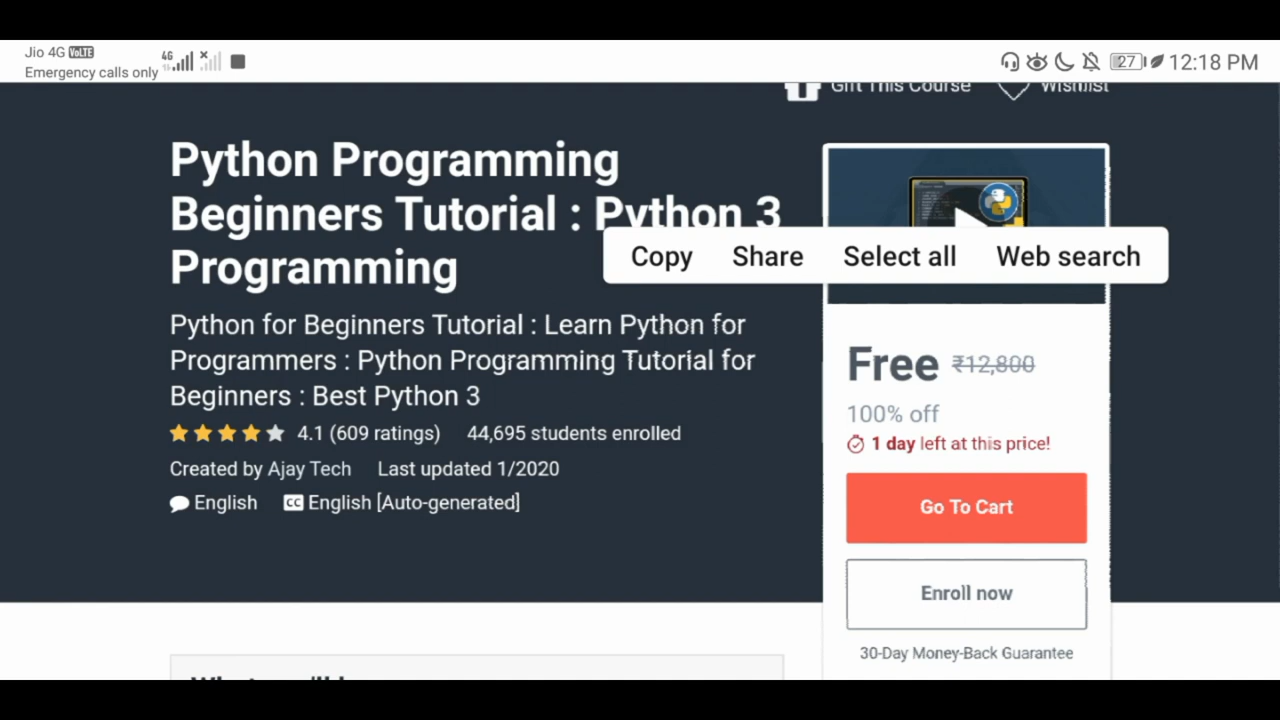 Jio 4G VoLTE
Emergency calls only
4G
27
12:18 PM
Gift This Course
Wishlist
Python Programming
Beginners Tutorial : Python 3
Programming
Copy
Share
Select all
Web search
Python for Beginners Tutorial : Learn Python for
Programmers : Python Programming Tutorial for
Beginners : Best Python 3
4.1 (609 ratings)
44,695 students enrolled
Created by Ajay Tech
Last updated 1/2020
English
CC English [Auto-generated]
Free ₹12,800
100% off
1 day left at this price!
Go To Cart
Enroll now
30-Day Money-Back Guarantee